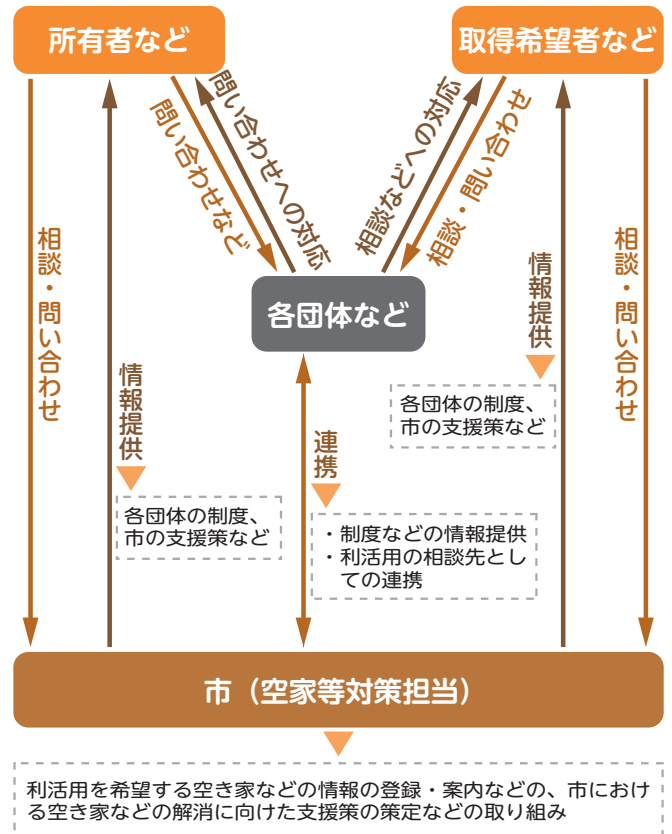 所有者など
取得希望者など
問い合わせなど
問い合わせへの対応
相談などへの対応
相談・問い合わせ
各団体など
相談・問い合わせ
情報提供
各団体の制度、
市の支援策など
連携
・制度などの情報提供
・利活用の相談先とし
ての連携
情報提供
各団体の制度、
市の支援策など
相談・問い合わせ
市（空家等対策担当）
利活用を希望する空き家などの情報の登録・案内などの、市におけ
る空き家などの解消に向けた支援策の策定などの取り組み